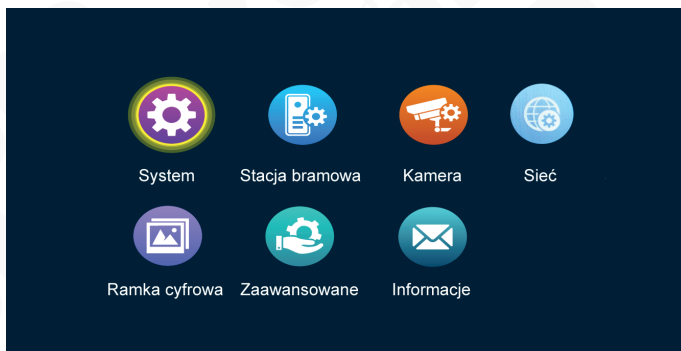 System
Stacja bramowa
Kamera
Sieć
Ramka cyfrowa
Zaawansowane
Informacje